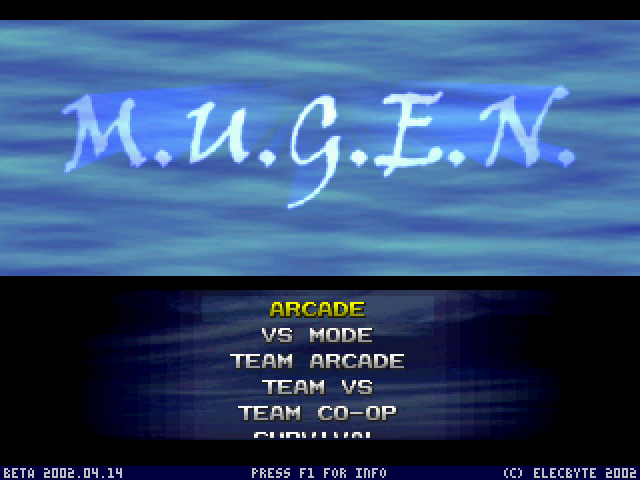 M.U.G.E.N.
ARCADE
VS MODE
TEAM ARCADE
TEAM VS
TEAM CO-OP
SURVIVAL
BETA 2002.04.14 PRESS F1 FOR INFO (C) ELECBYTE 2002